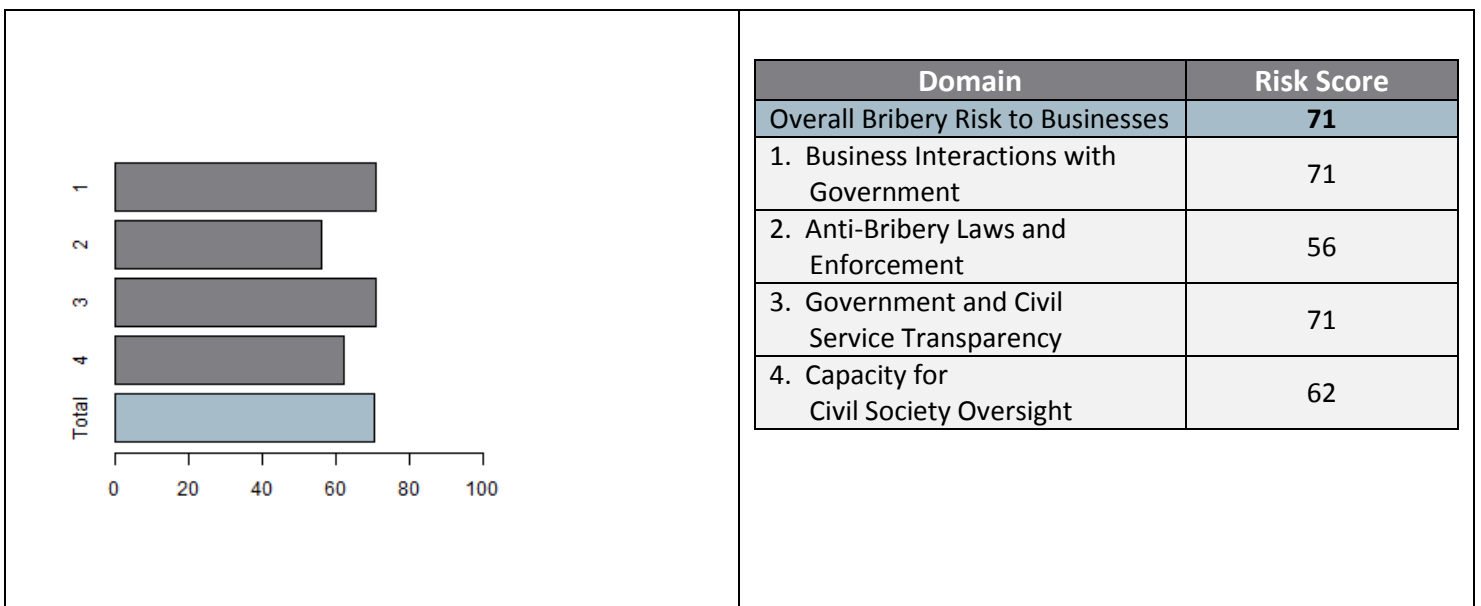 1
2
3
4
Total
0 20 40 60 80 100
Domain Risk Score
Overall Bribery Risk to Businesses 71
1. Business Interactions with
Government 71
2. Anti-Bribery Laws and
Enforcement 56
3. Government and Civil
Service Transparency 71
4. Capacity for
Civil Society Oversight 62